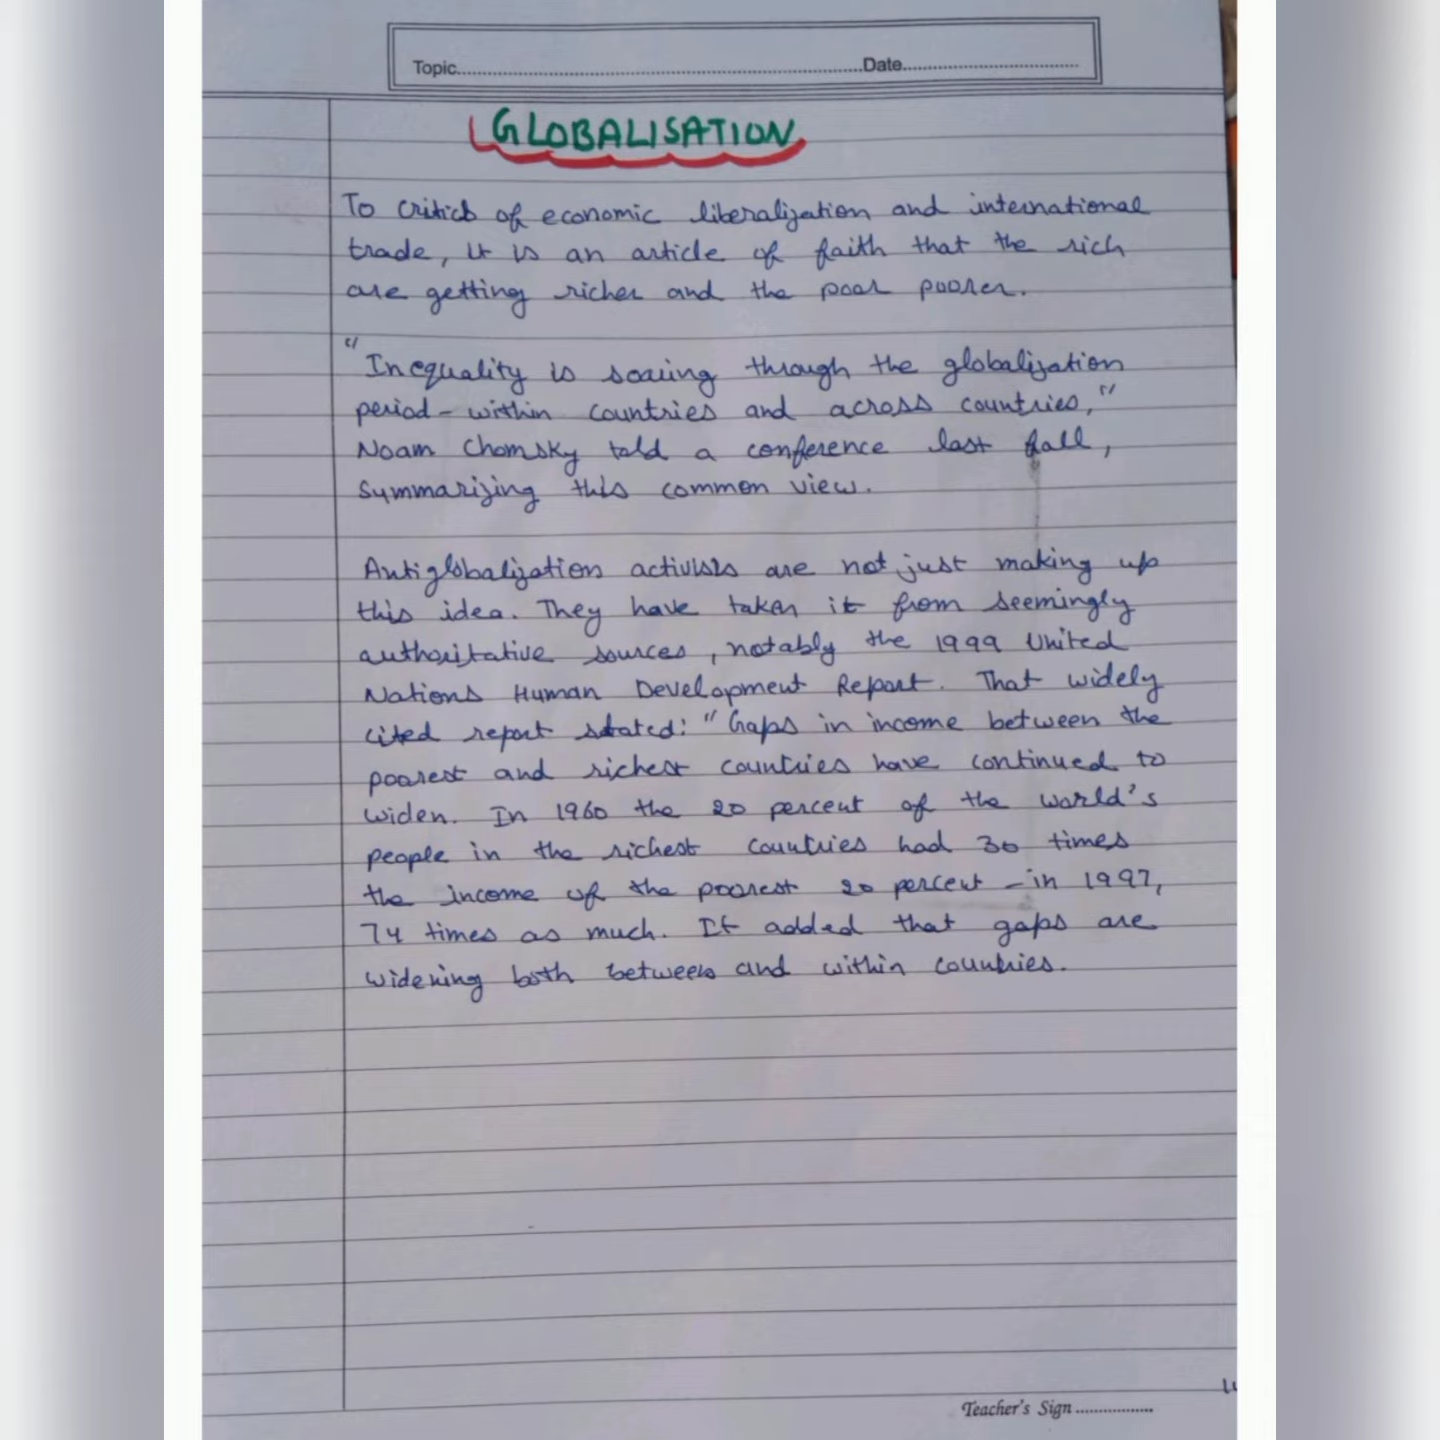 Topic Date
GLOBALISATION
To critics of economic liberalization and international
trade, it is an article of faith that the rich
are getting richer and the poor poorer.
"Inequality is soaring through the globalization
period - within countries and across countries,"
Noam Chomsky told a conference last fall,
summarizing this common view.
Antiglobalization activists are not just making up
this idea. They have taken it from seemingly
authoritative sources, notably the 1999 United
Nations Human Development Report. That widely
cited report stated: "Gaps in income between the
poorest and richest countries have continued to
widen. In 1960 the 20 percent of the world's
people in the richest countries had 30 times
the income of the poorest 20 percent - in 1997,
74 times as much. It added that gaps are
widening both between and within countries.
Teacher's Sign